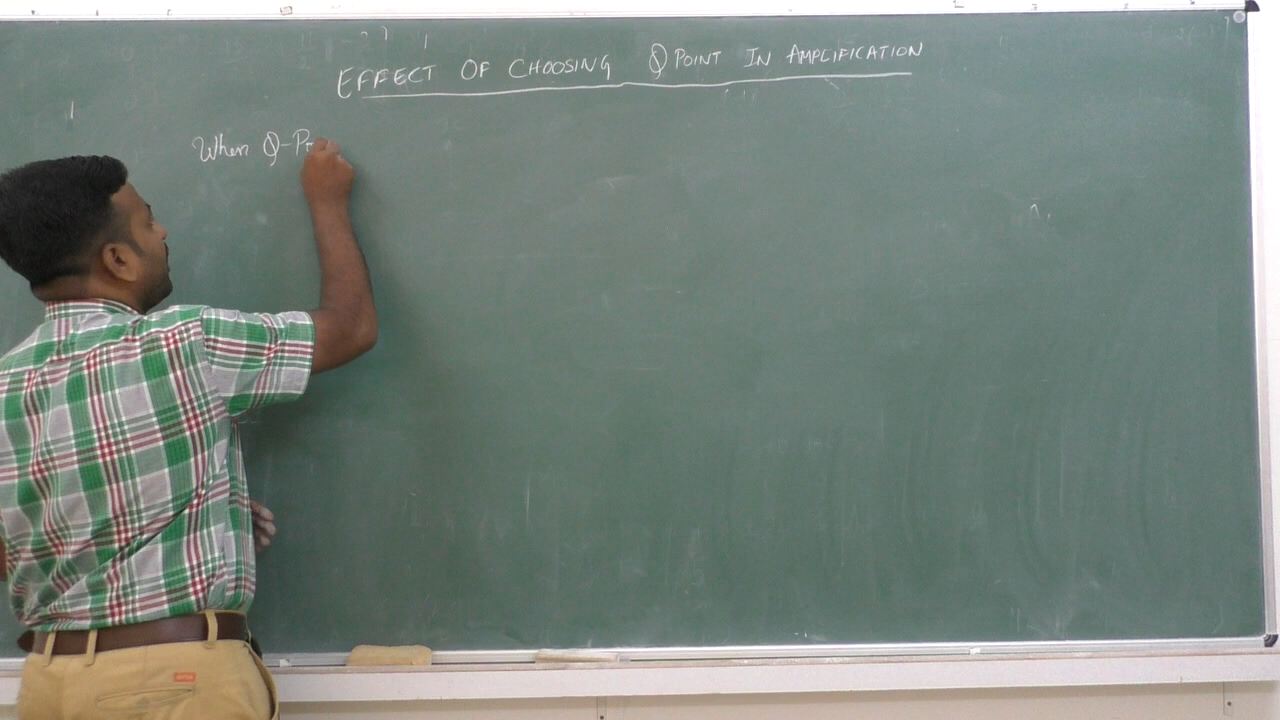 EFFECT OF CHOOSING Q POINT IN AMPLIFICATION
When Q-P